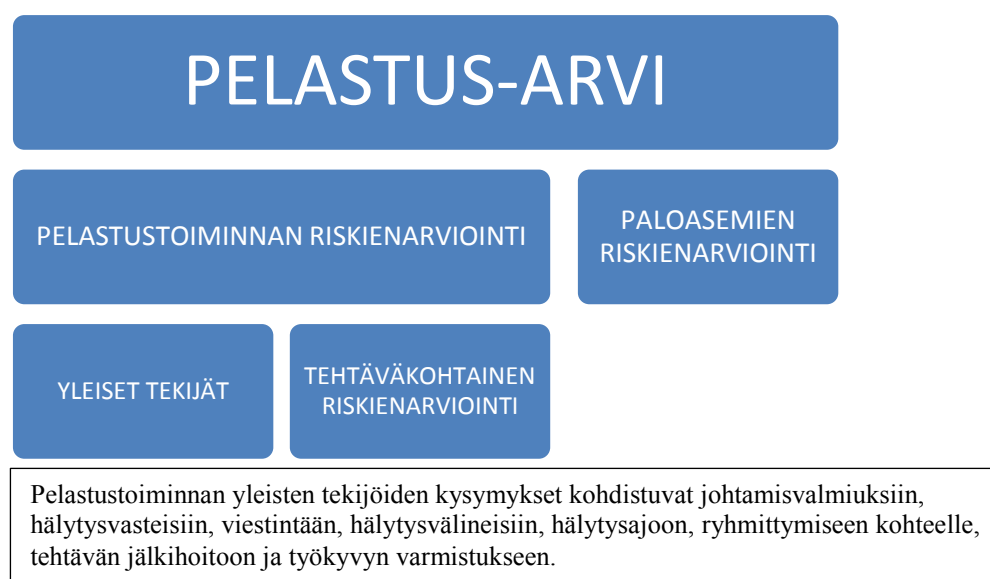 PELASTUS-ARVI
PELASTUSTOIMINNAN RISKIENARVIOINTI
PALOASEMIEN
RISKIENARVIOINTI
YLEISET TEKIJÄT
TEHTÄVÄKOHTAINEN
RISKIENARVIOINTI
Pelastustoiminnan yleisten tekijöiden kysymykset kohdistuvat johtamisvalmiuksiin,
hälytysvasteisiin, viestintään, hälytysvälineisiin, hälytysajoon, ryhmittymiseen kohteelle,
tehtävän jälkihoitoon ja työkyvyn varmistukseen.